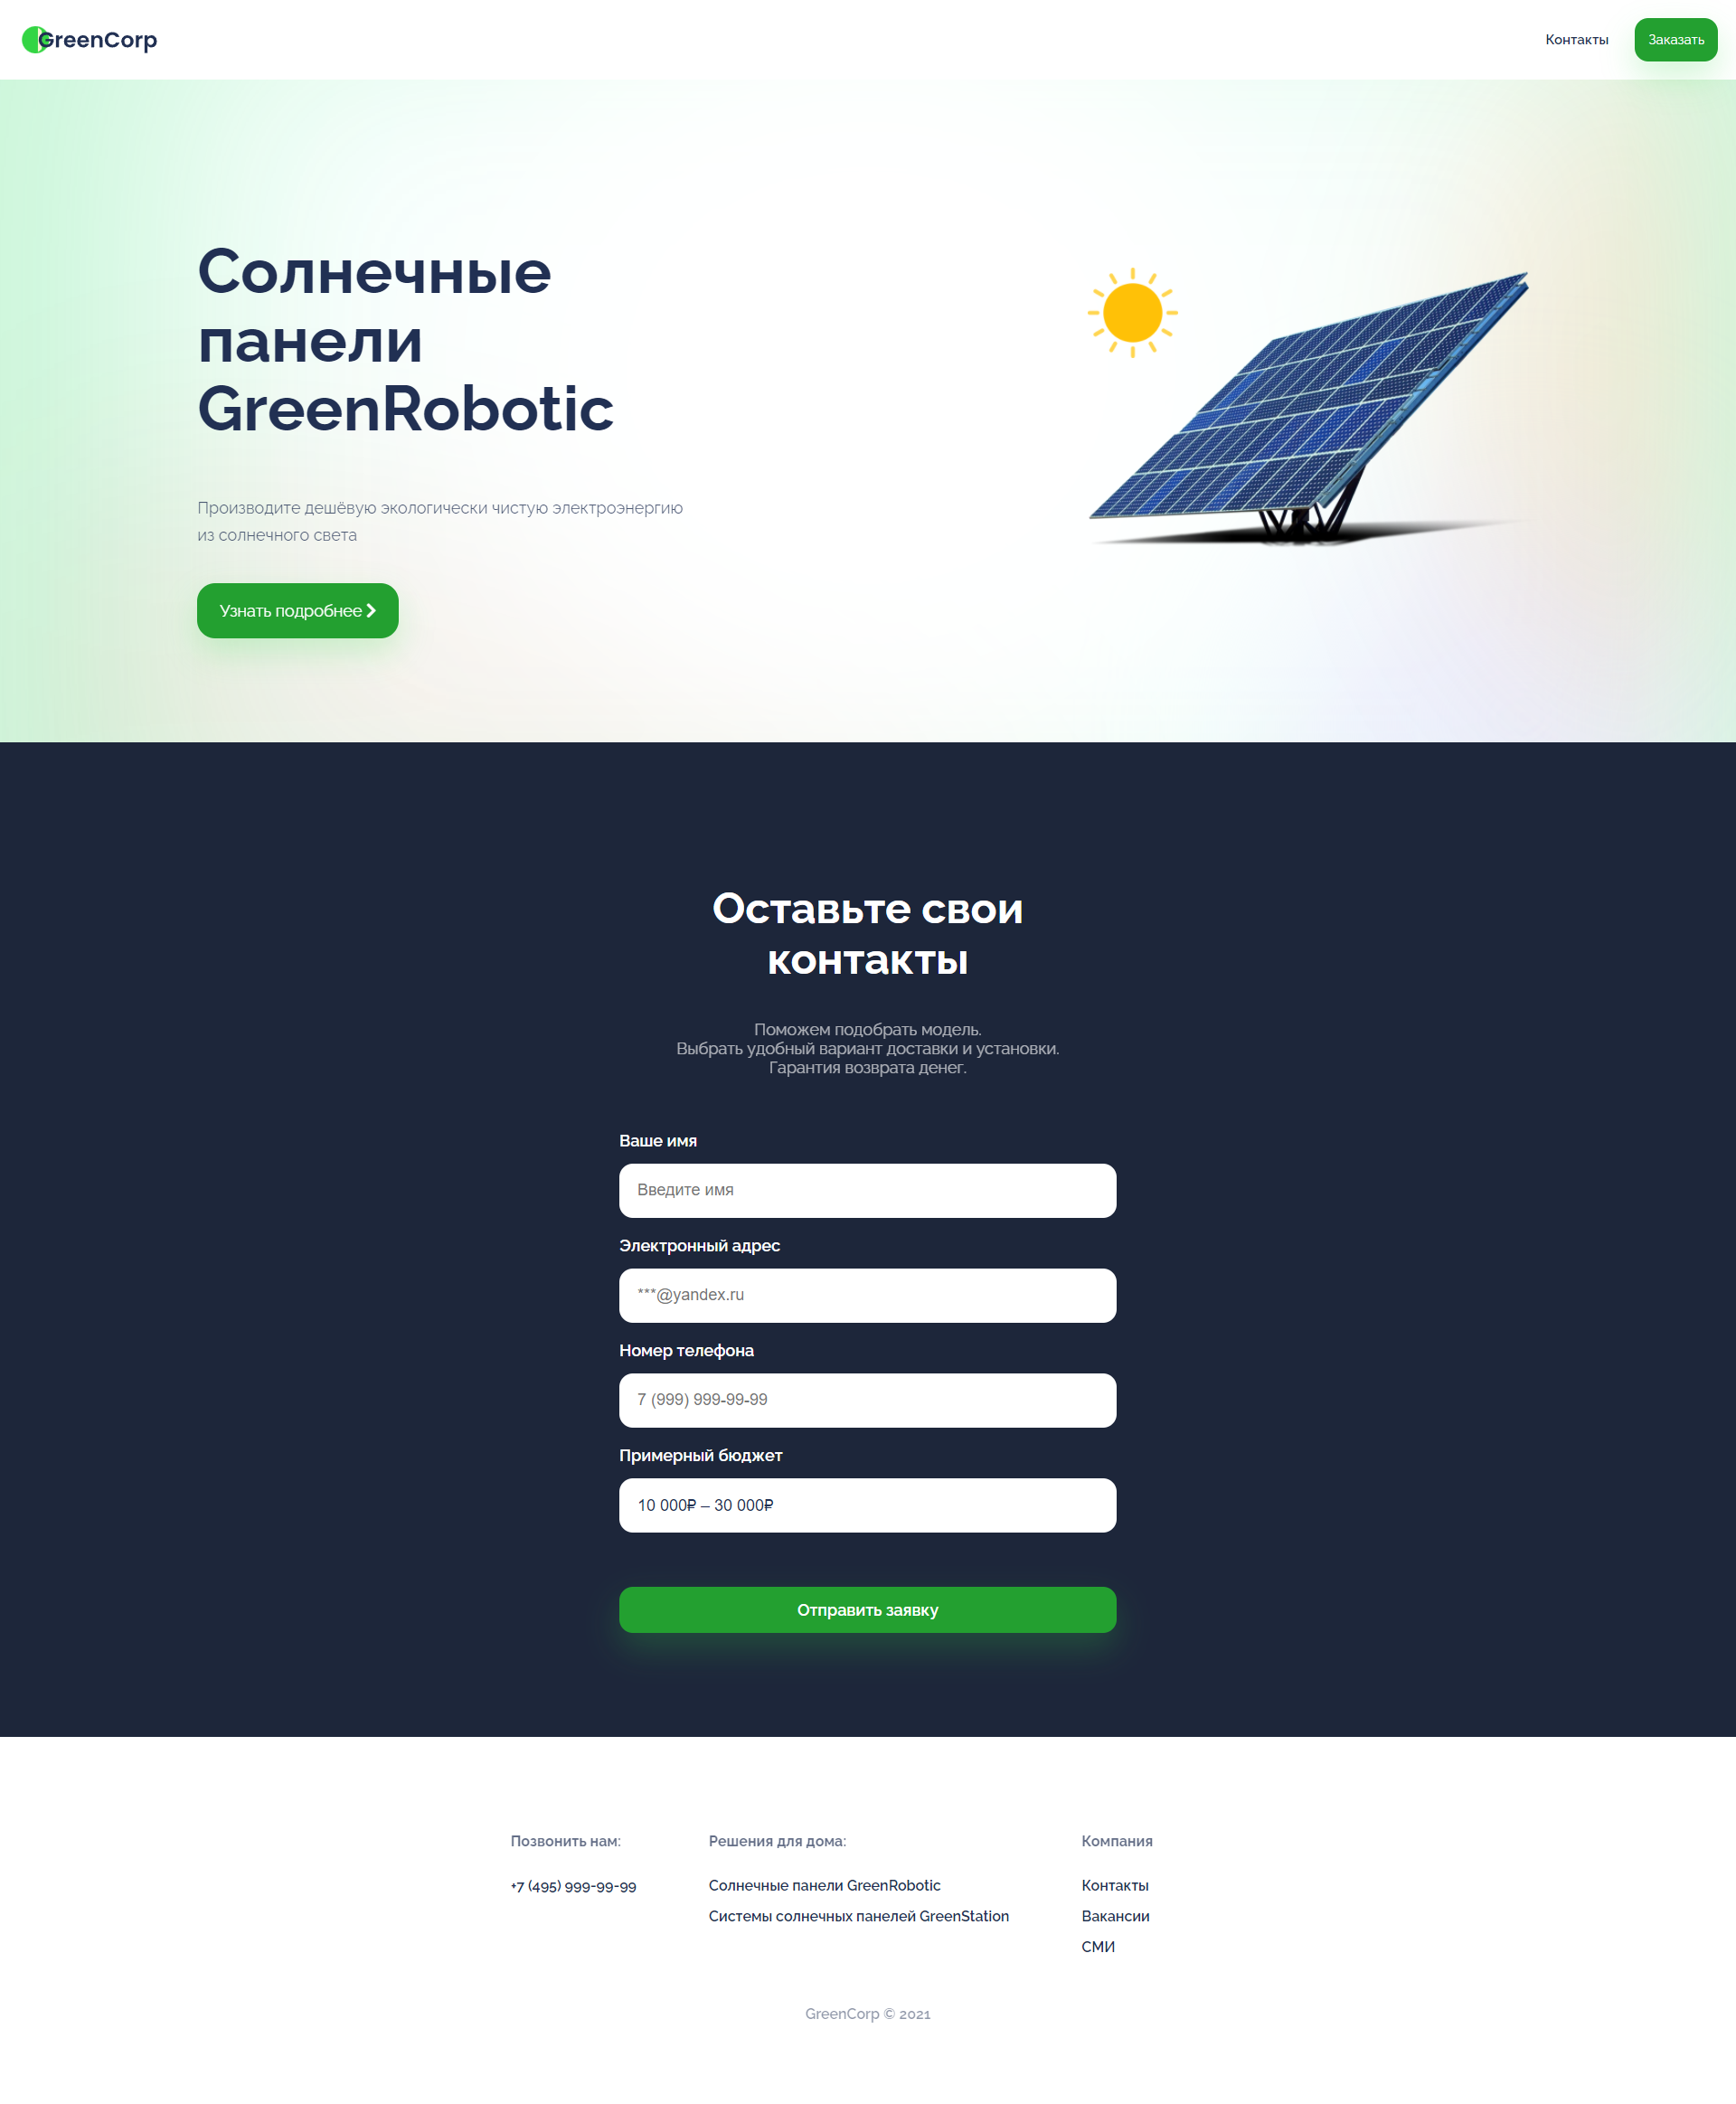 GreenCorp
Контакты
Заказать
Солнечные
панели
GreenRobotic
Производите дешёвую экологически чистую электроэнергию
из солнечного света
Узнать подробнее
Оставьте свои
контакты
Поможем подобрать модель.
Выбрать удобный вариант доставки и установки.
Гарантия возврата денег.
Ваше имя
Введите имя
Электронный адрес
***@yandex.ru
Номер телефона
7 (999) 999-99-99
Примерный бюджет
10 000₽ – 30 000₽
Отправить заявку
Позвонить нам:
+7 (495) 999-99-99
Решения для дома:
Солнечные панели GreenRobotic
Системы солнечных панелей GreenStation
Компания
Контакты
Вакансии
СМИ
GreenCorp © 2021